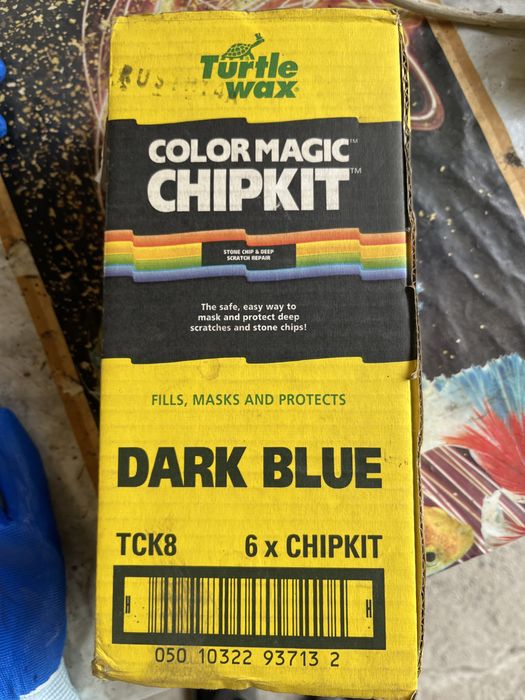 Turtle
wax®
COLOR MAGIC™
CHIPKIT™
STONE CHIP & DEEP
SCRATCH REPAIR
The safe, easy way to
mask and protect deep
scratches and stone chips!
FILLS, MASKS AND PROTECTS
DARK BLUE
TCK8 6 x CHIPKIT
H H
050 10322 93713 2